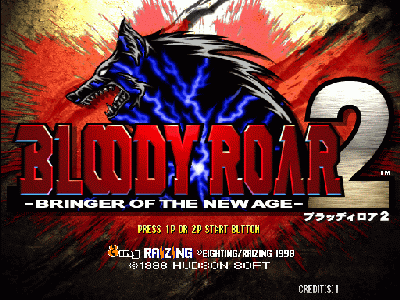 BLOODY ROAR 2
TM
-BRINGER OF THE NEW AGE-
ブラッディロア2
PRESS 1P OR 2P START BUTTON
RAIZING ©EIGHTING/RAIZING 1998
©1998 HUDSON SOFT
CREDIT(S):1